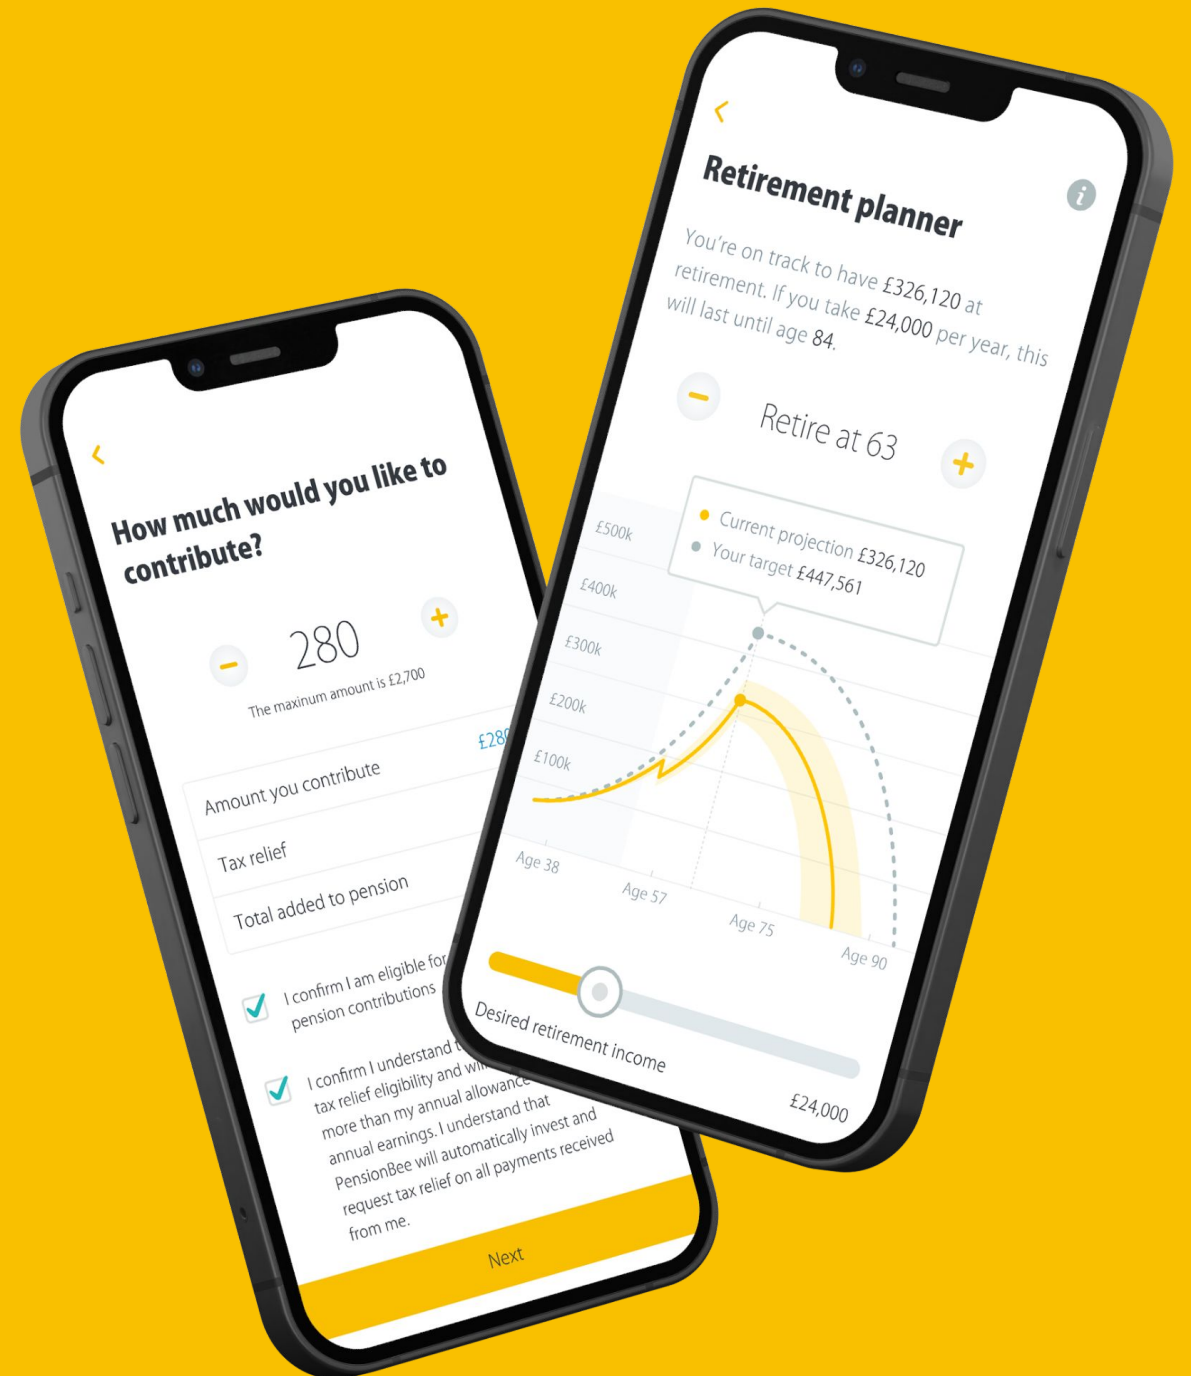 How much would you like to
contribute?
280
The maxinum amount is £2,700
Amount you contribute
Tax relief
Total added to pension
I confirm I am eligible for
pension contributions
I confirm I understand
tax relief eligibility and
more than my annual allowance
annual earnings. I understand that
PensionBee will automatically invest and
request tax relief on all payments received
from me.
Next
Retirement planner
You're on track to have £326,120 at
retirement. If you take £24,000 per year, this
will last until age 84.
Retire at 63
Current projection £326,120
Your target £447,561
£500k
£400k
£300k
£200k
£100k
Age 38
Age 57
Age 75
Age 90
Desired retirement income
£24,000